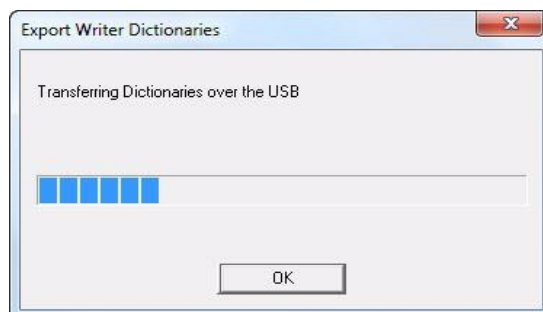 Export Writer Dictionaries
Transferring Dictionaries over the USB
OK